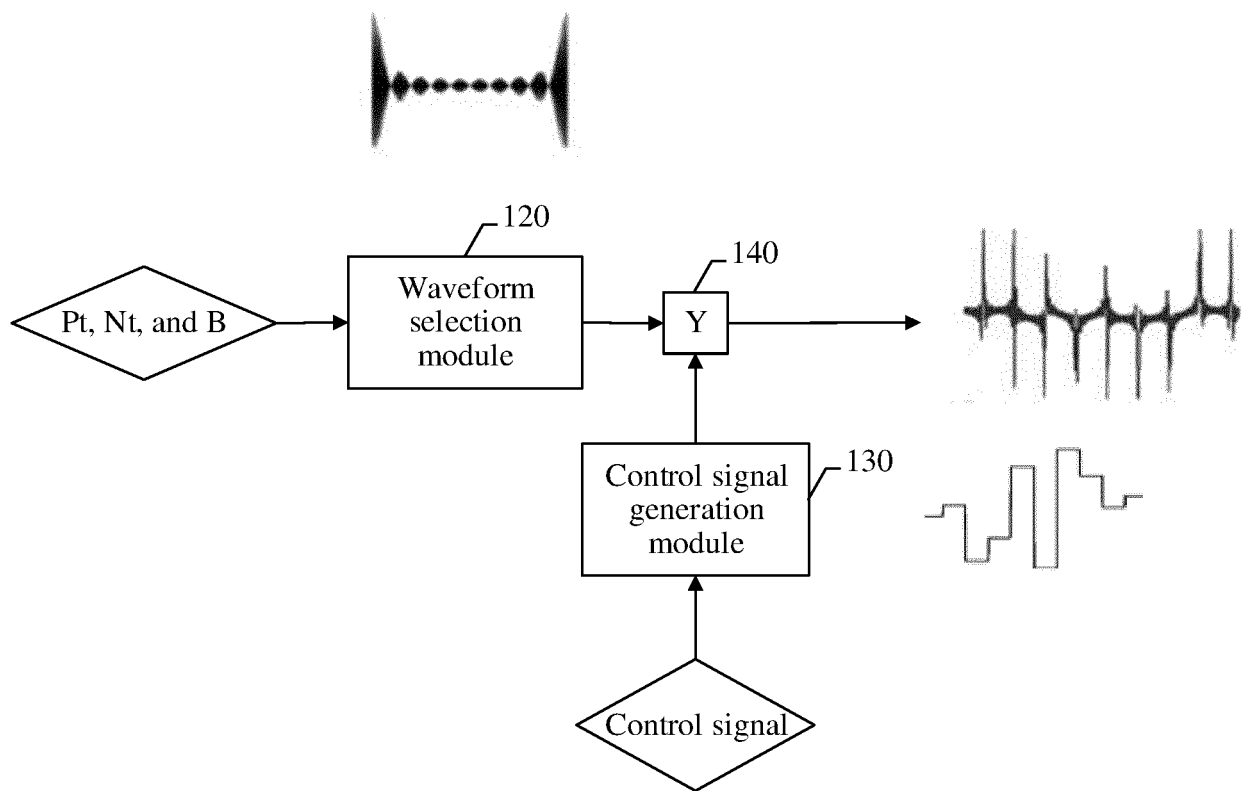 120
Waveform
selection
module
140
Pt, Nt, and B
Y
Control signal
generation
module
130
Control signal